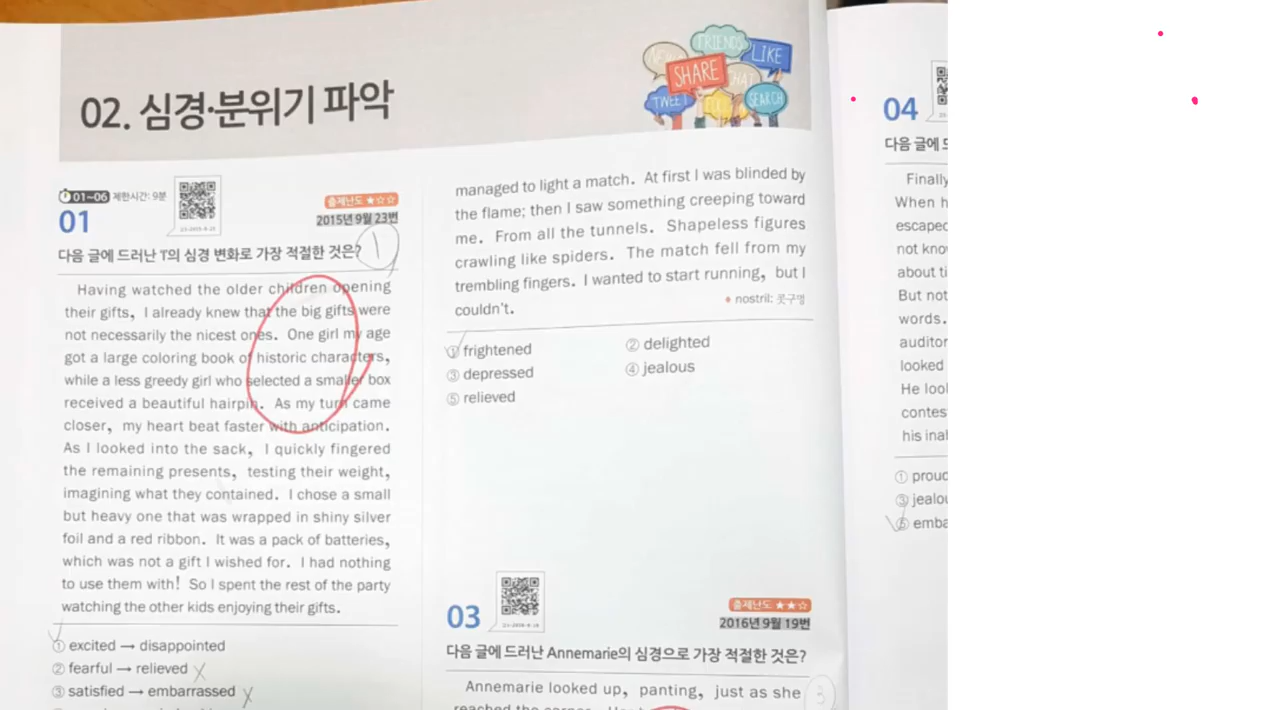 02. 심경·분위기 파악
FRIENDS
LIKE
SHARE
CHAT
TWEET
SEARCH
01~06 제한시간: 9분
01
출제난도 ★☆☆
2015년 9월 23번
다음 글에 드러난 'I'의 심경 변화로 가장 적절한 것은?
1
Having watched the older children opening
their gifts, I already knew that the big gifts were
not necessarily the nicest ones. One girl my age
got a large coloring book of historic characters,
while a less greedy girl who selected a smaller box
received a beautiful hairpin. As my turn came
closer, my heart beat faster with anticipation.
As I looked into the sack, I quickly fingered
the remaining presents, testing their weight,
imagining what they contained. I chose a small
but heavy one that was wrapped in shiny silver
foil and a red ribbon. It was a pack of batteries,
which was not a gift I wished for. I had nothing
to use them with! So I spent the rest of the party
watching the other kids enjoying their gifts.
① excited → disappointed
② fearful → relieved
③ satisfied → embarrassed
managed to light a match. At first I was blinded by
the flame; then I saw something creeping toward
me. From all the tunnels. Shapeless figures
crawling like spiders. The match fell from my
trembling fingers. I wanted to start running, but I
couldn't.
♦ nostril: 콧구멍
① frightened ② delighted
③ depressed ④ jealous
⑤ relieved
03
출제난도 ★★☆
2016년 9월 19번
다음 글에 드러난 Annemarie의 심경으로 가장 적절한 것은?
Annemarie looked up, panting, just as she
3
04
다음 글에
Finally
When h
escaped
not kno
about ti
But not
words.
auditor
looked
He lool
contes
his inal
① proud
③ jealou
⑤ emba